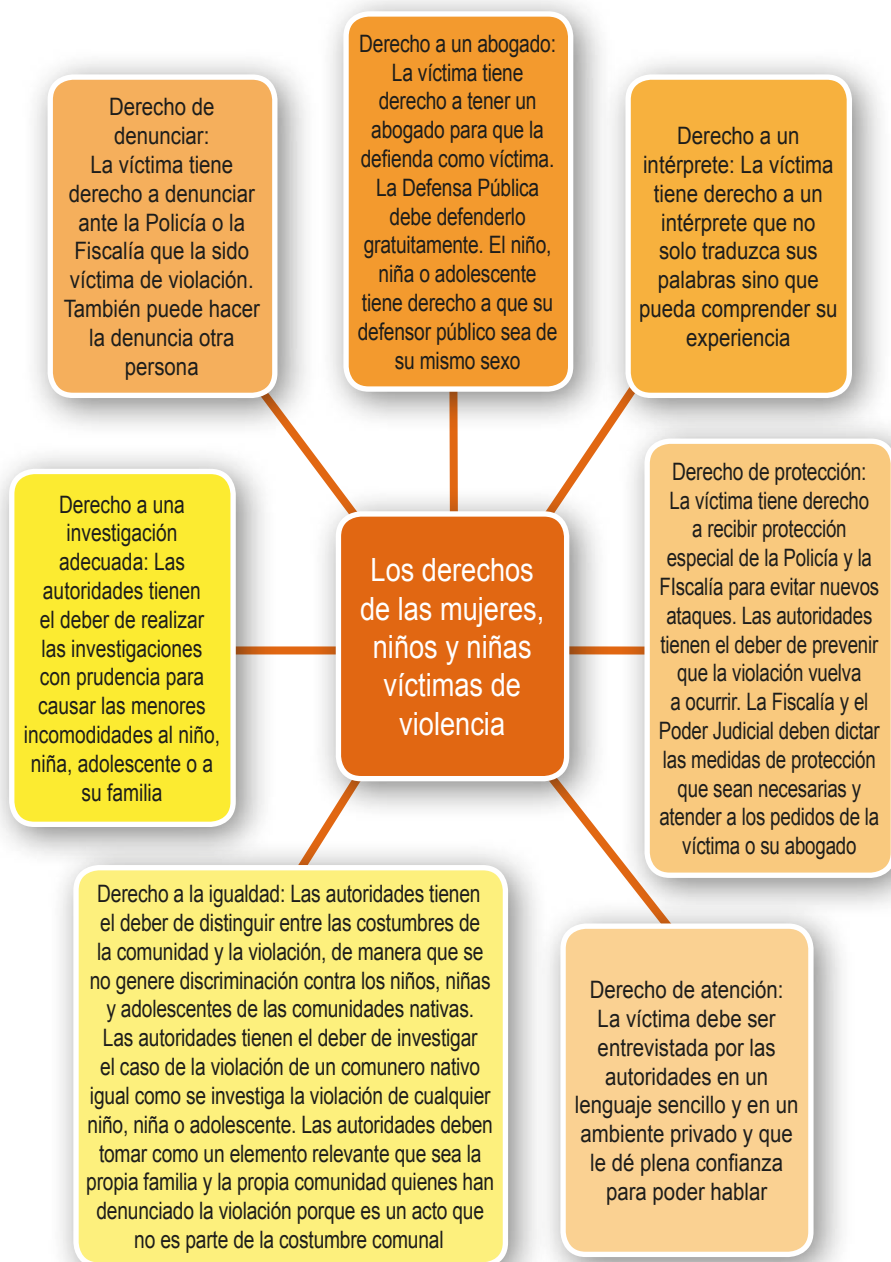 Derecho a un abogado:
La víctima tiene
derecho a tener un
abogado para que la
defienda como víctima.
La Defensa Pública
debe defenderlo
gratuitamente. El niño,
niña o adolescente
tiene derecho a que su
defensor público sea de
su mismo sexo
Derecho de
denunciar:
La víctima tiene
derecho a denunciar
ante la Policía o la
Fiscalía que la sido
víctima de violación.
También puede hacer
la denuncia otra
persona
Derecho a un
intérprete: La víctima
tiene derecho a un
intérprete que no
solo traduzca sus
palabras sino que
pueda comprender su
experiencia
Derecho a una
investigación
adecuada: Las
autoridades tienen
el deber de realizar
las investigaciones
con prudencia para
causar las menores
incomodidades al niño,
niña, adolescente o a
su familia
Los derechos
de las mujeres,
niños y niñas
víctimas de
violencia
Derecho de protección:
La víctima tiene derecho
a recibir protección
especial de la Policía y la
FIscalía para evitar nuevos
ataques. Las autoridades
tienen el deber de prevenir
que la violación vuelva
a ocurrir. La Fiscalía y el
Poder Judicial deben dictar
las medidas de protección
que sean necesarias y
atender a los pedidos de la
víctima o su abogado
Derecho a la igualdad: Las autoridades tienen
el deber de distinguir entre las costumbres de
la comunidad y la violación, de manera que se
no genere discriminación contra los niños, niñas
y adolescentes de las comunidades nativas.
Las autoridades tienen el deber de investigar
el caso de la violación de un comunero nativo
igual como se investiga la violación de cualquier
niño, niña o adolescente. Las autoridades deben
tomar como un elemento relevante que sea la
propia familia y la propia comunidad quienes han
denunciado la violación porque es un acto que
no es parte de la costumbre comunal
Derecho de atención:
La víctima debe ser
entrevistada por las
autoridades en un
lenguaje sencillo y en un
ambiente privado y que
le dé plena confianza
para poder hablar